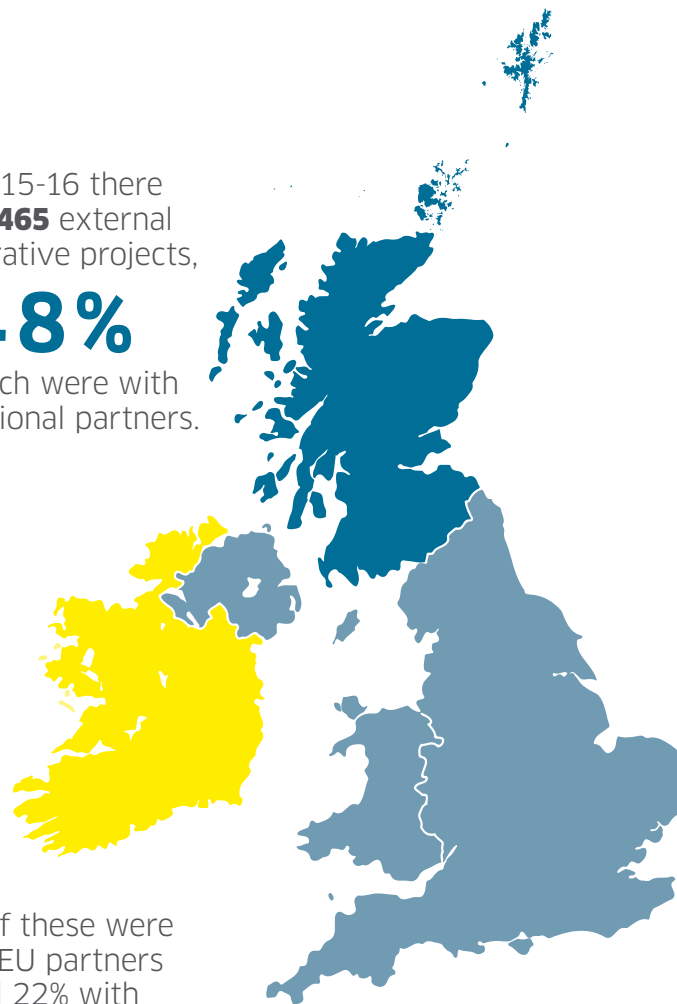 15-16 there
465 external
rative projects,
8%
ch were with
ional partners.
f these were
EU partners
22% with